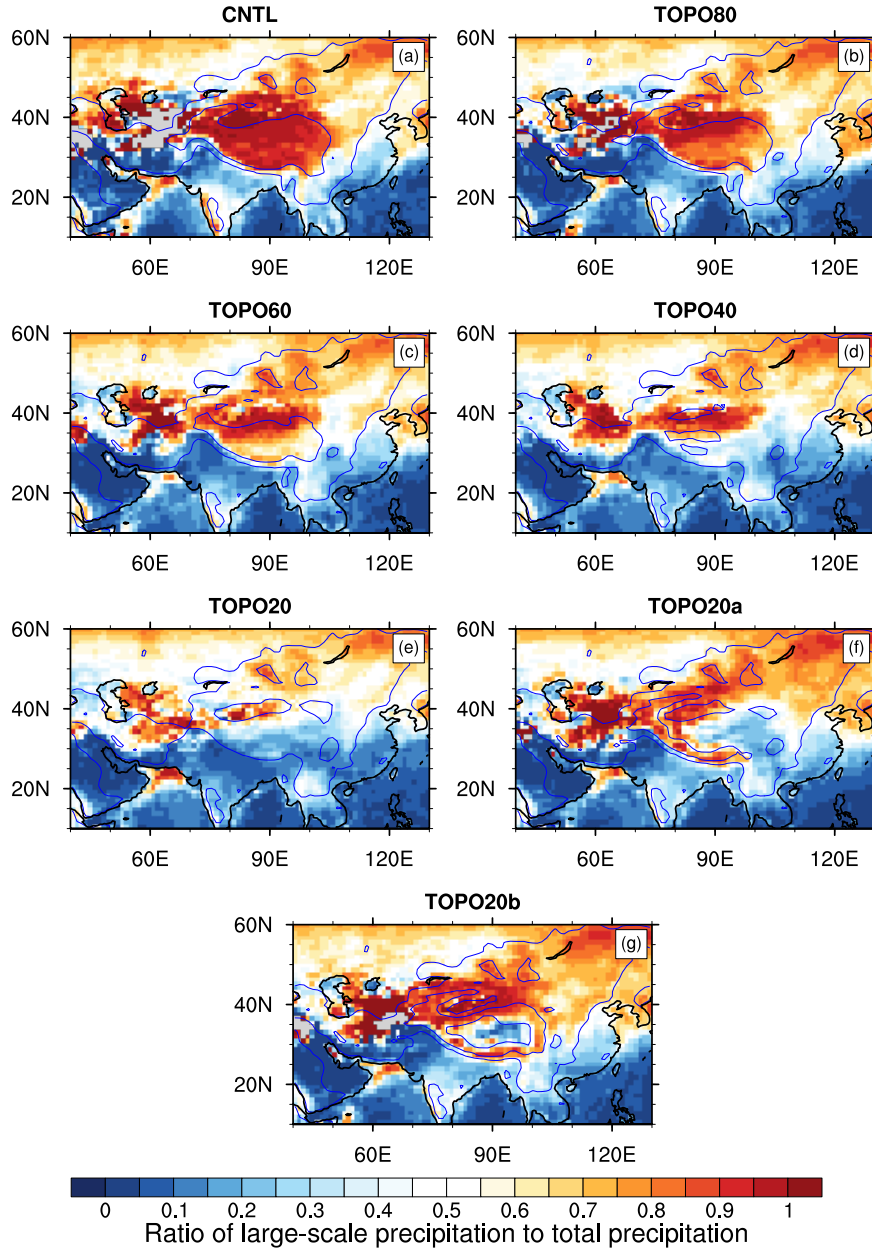 CNTL
TOPO80
60N
(a)
60N
(b)
40N
40N
20N
20N
60E
90E
120E
60E
90E
120E
TOPO60
TOPO40
60N
(c)
60N
(d)
40N
40N
20N
20N
60E
90E
120E
60E
90E
120E
TOPO20
TOPO20a
60N
(e)
60N
(f)
40N
40N
20N
20N
60E
90E
120E
60E
90E
120E
TOPO20b
60N
(g)
40N
20N
60E
90E
120E
0 0.1 0.2 0.3 0.4 0.5 0.6 0.7 0.8 0.9 1
Ratio of large-scale precipitation to total precipitation